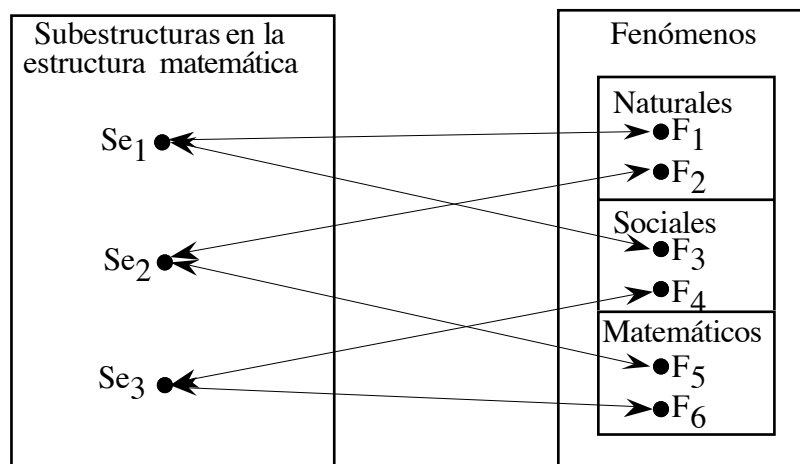 Subestructuras en la
estructura matemática
Se1
Se2
Se3
Fenómenos
Naturales
F1
F2
Sociales
F3
F4
Matemáticos
F5
F6